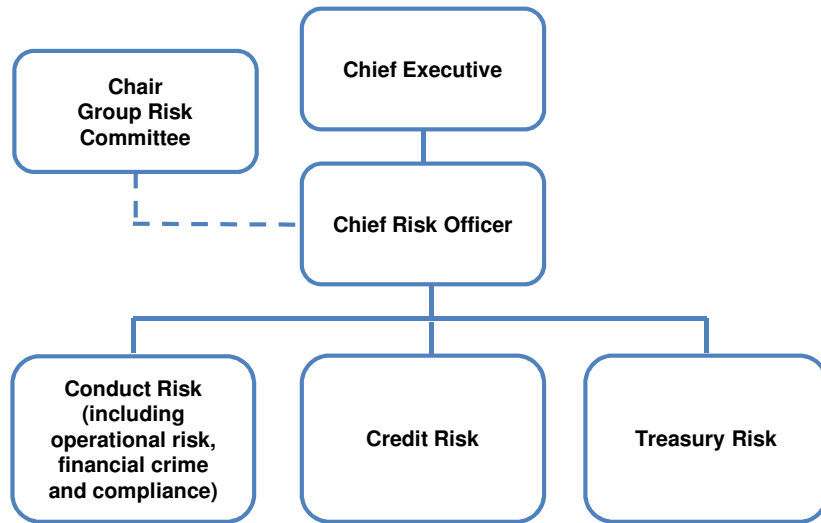 Chair
Group Risk
Committee
Chief Executive
Chief Risk Officer
Conduct Risk
(including
operational risk,
financial crime
and compliance)
Credit Risk
Treasury Risk